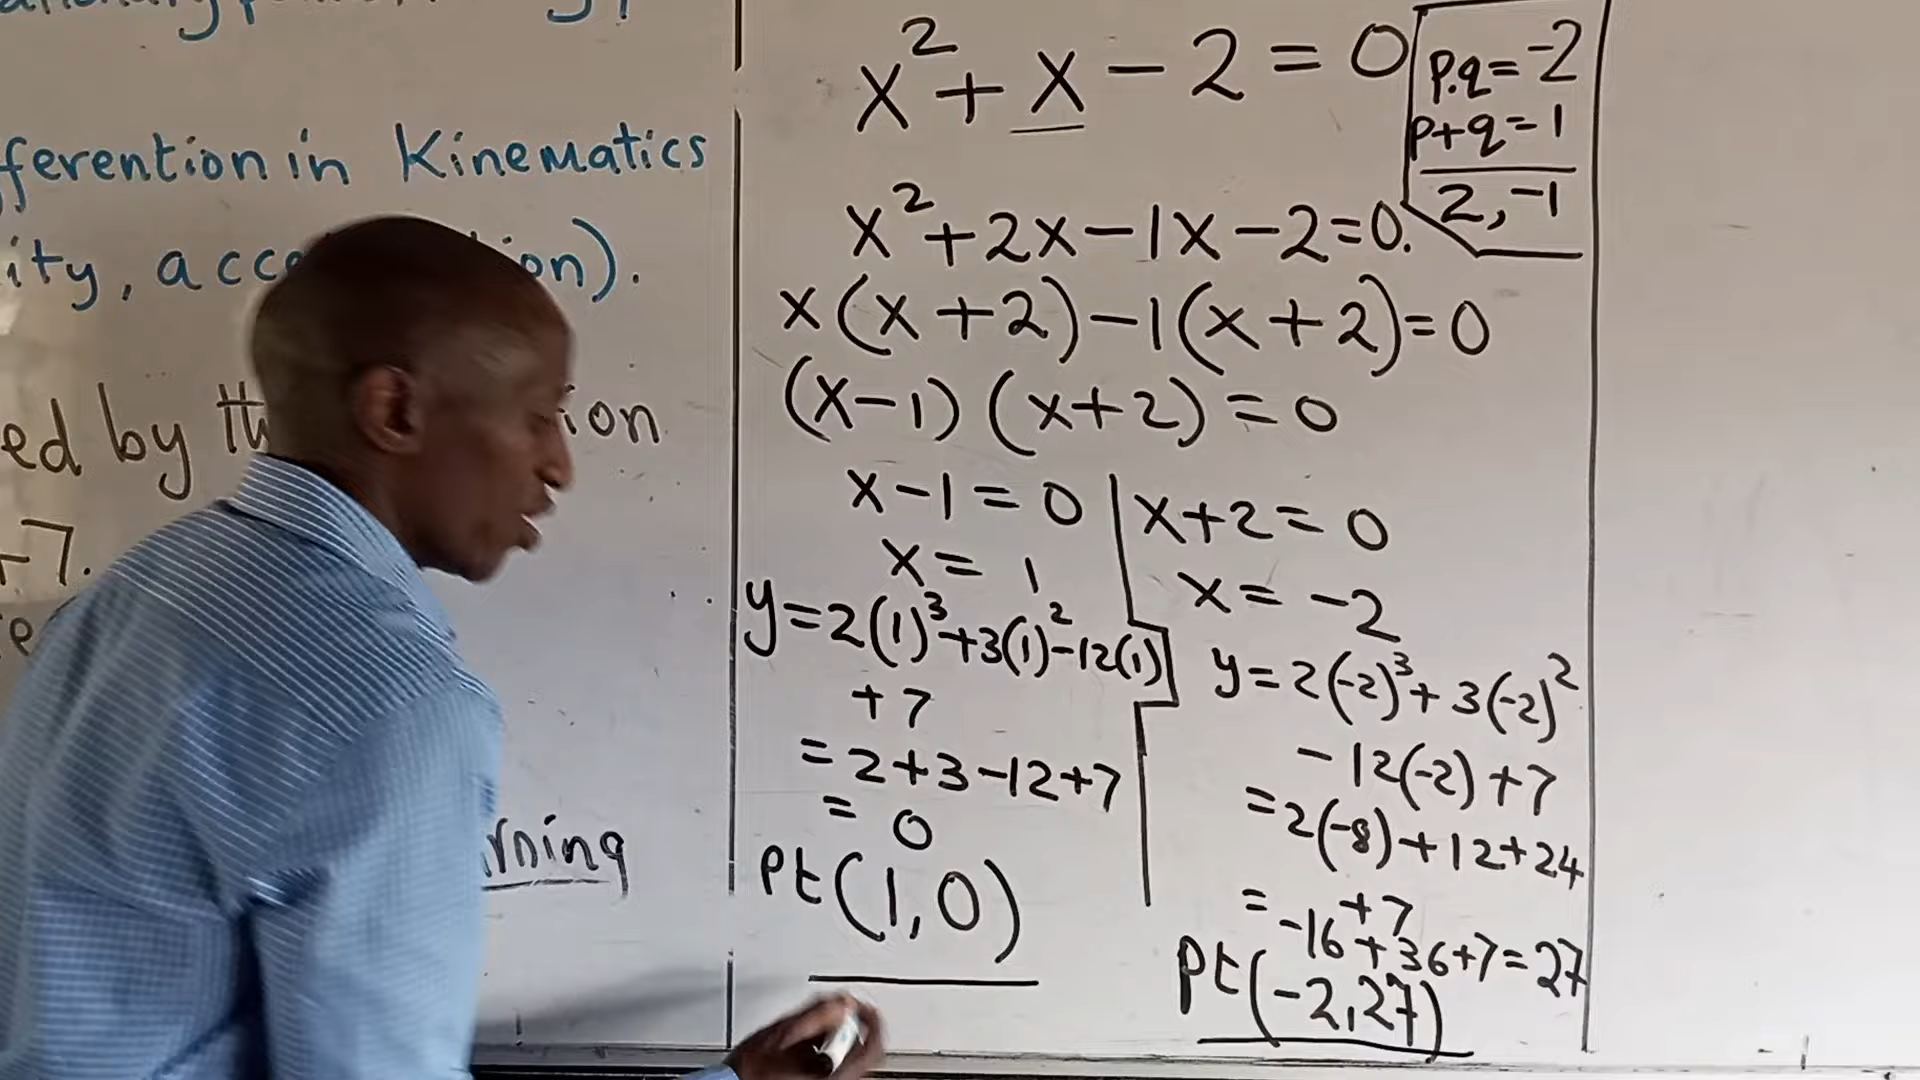 fferention in Kinematics
ity, acce on).
ed by th ion
+7.
rning
x² + x - 2 = 0
p.q = -2
p+q = 1
2, -1
x² + 2x - 1x - 2 = 0.
x(x + 2) - 1(x + 2) = 0
(x - 1) (x + 2) = 0
x - 1 = 0
x = 1
y = 2(1)³ + 3(1)² - 12(1)
+ 7
= 2 + 3 - 12 + 7
= 0
Pt (1, 0)
x + 2 = 0
x = -2
y = 2(-2)³ + 3(-2)²
- 12(-2) + 7
= 2(-8) + 12 + 24
+ 7
= -16 + 36 + 7 = 27
Pt (-2, 27)